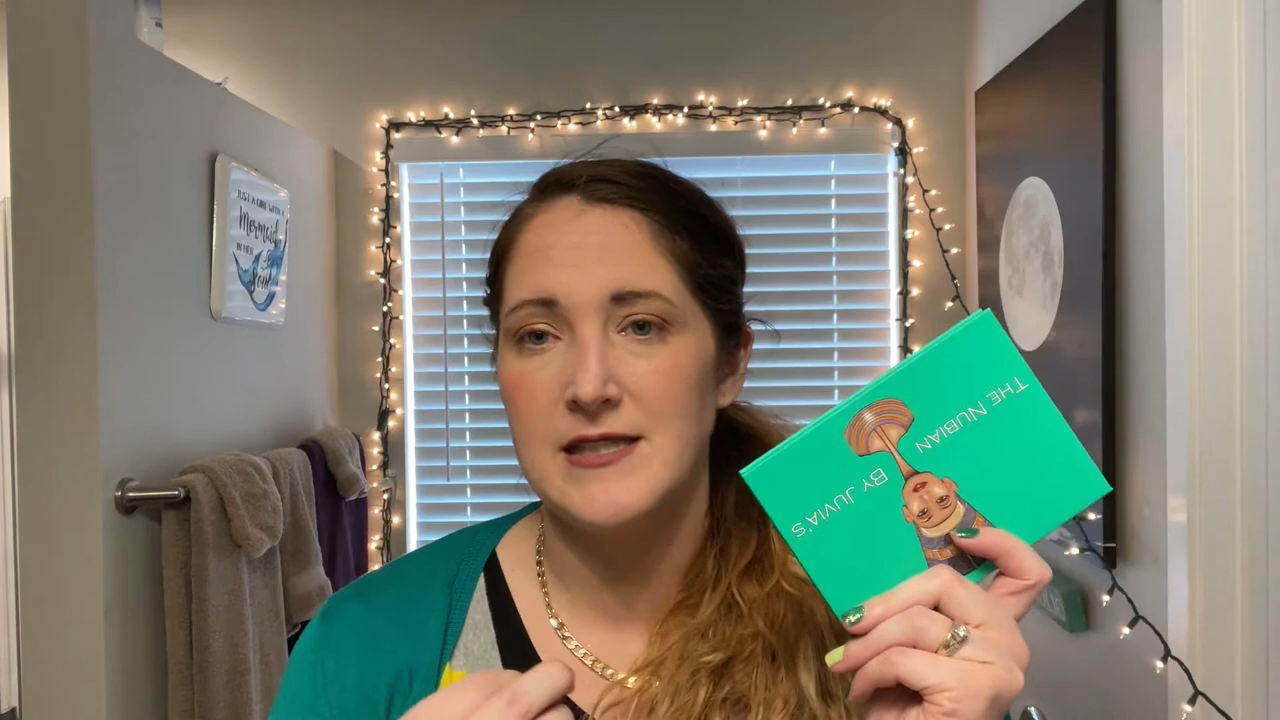 JUST A GIRL WITH A
Mermaid
IN HER
Soul
THE NUBIAN
BY JUVIA'S